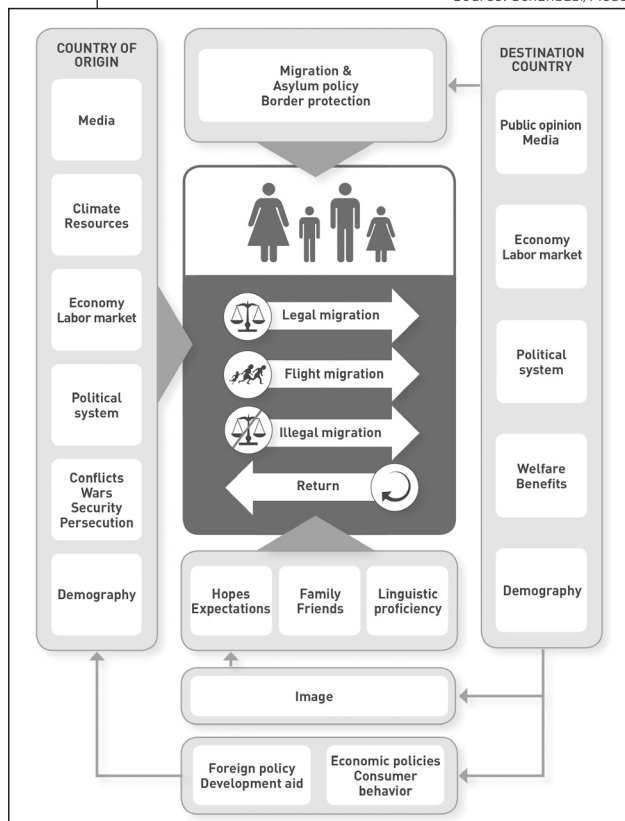 COUNTRY OF
ORIGIN
Media
Climate
Resources
Economy
Labor market
Political
system
Conflicts
Wars
Security
Persecution
Demography
Migration &
Asylum policy
Border protection
Legal migration
Flight migration
Illegal migration
Return
Hopes
Expectations
Family
Friends
Linguistic
proficiency
Image
Foreign policy
Development aid
Economic policies
Consumer
behavior
DESTINATION
COUNTRY
Public opinion
Media
Economy
Labor market
Political
system
Welfare
Benefits
Demography